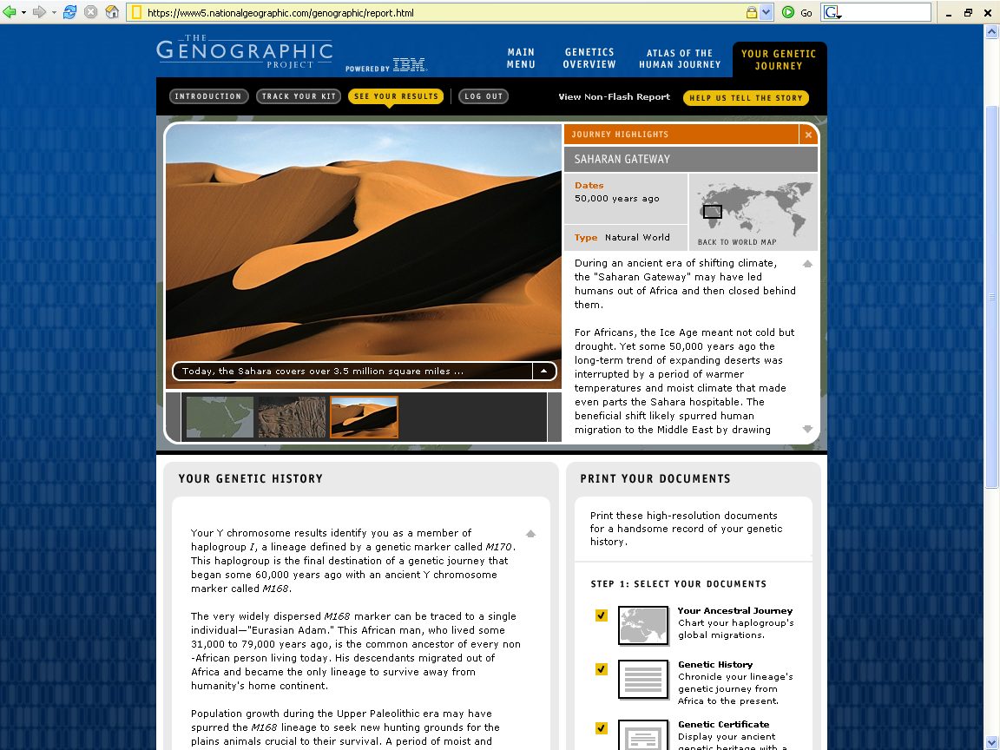 https://www5.nationalgeographic.com/genographic/report.html
Go
G
THE
GENOGRAPHIC
PROJECT
POWERED BY IBM
MAIN
MENU
GENETICS
OVERVIEW
ATLAS OF THE
HUMAN JOURNEY
YOUR GENETIC
JOURNEY
INTRODUCTION
TRACK YOUR KIT
SEE YOUR RESULTS
LOG OUT
View Non-Flash Report
HELP US TELL THE STORY
Today, the Sahara covers over 3.5 million square miles ...
JOURNEY HIGHLIGHTS
SAHARAN GATEWAY
Dates
50,000 years ago
Type Natural World
BACK TO WORLD MAP
During an ancient era of shifting climate,
the "Saharan Gateway" may have led
humans out of Africa and then closed behind
them.
For Africans, the Ice Age meant not cold but
drought. Yet some 50,000 years ago the
long-term trend of expanding deserts was
interrupted by a period of warmer
temperatures and moist climate that made
even parts the Sahara hospitable. The
beneficial shift likely spurred human
migration to the Middle East by drawing
YOUR GENETIC HISTORY
Your Y chromosome results identify you as a member of
haplogroup I, a lineage defined by a genetic marker called M170.
This haplogroup is the final destination of a genetic journey that
began some 60,000 years ago with an ancient Y chromosome
marker called M168.
The very widely dispersed M168 marker can be traced to a single
individual—"Eurasian Adam." This African man, who lived some
31,000 to 79,000 years ago, is the common ancestor of every non
-African person living today. His descendants migrated out of
Africa and became the only lineage to survive away from
humanity's home continent.
Population growth during the Upper Paleolithic era may have
spurred the M168 lineage to seek new hunting grounds for the
plains animals crucial to their survival. A period of moist and
PRINT YOUR DOCUMENTS
Print these high-resolution documents
for a handsome record of your genetic
history.
STEP 1: SELECT YOUR DOCUMENTS
Your Ancestral Journey
Chart your haplogroup's
global migrations.
Genetic History
Chronicle your lineage's
genetic journey from
Africa to the present.
Genetic Certificate
Display your ancient
genetic heritage with a